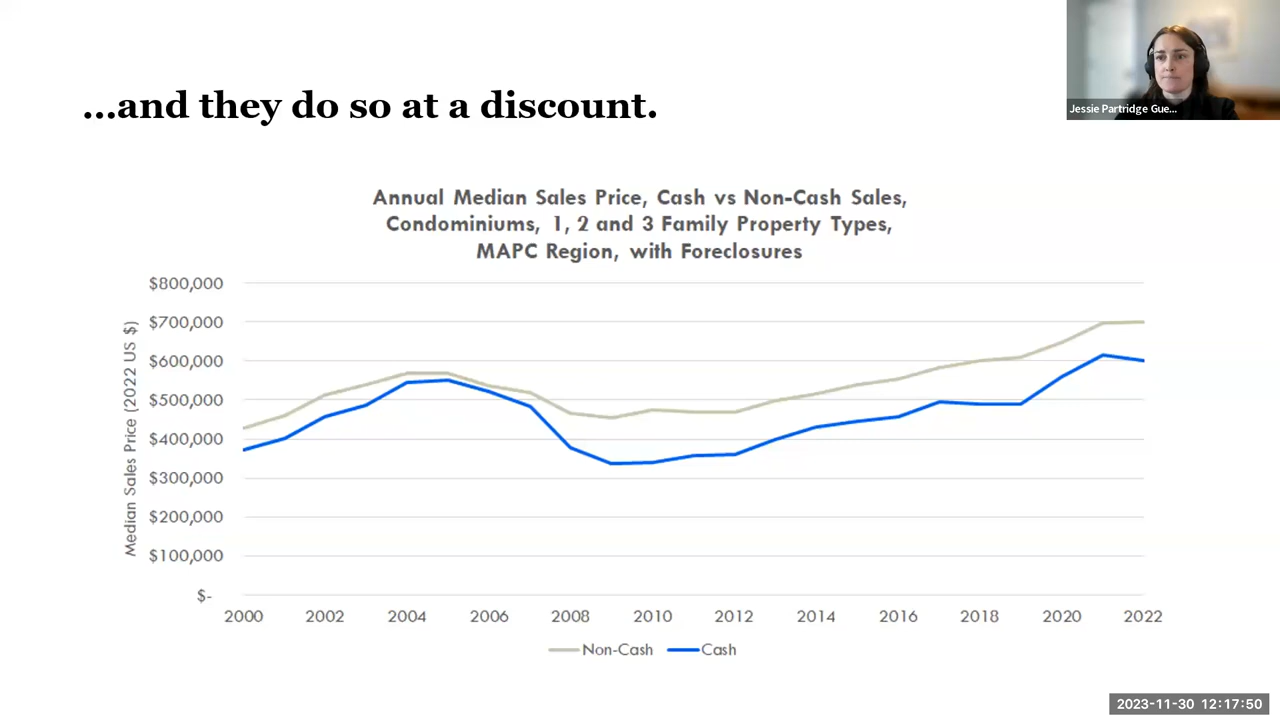 ...and they do so at a discount.
Jessie Partridge Gue...
Annual Median Sales Price, Cash vs Non-Cash Sales,
Condominiums, 1, 2 and 3 Family Property Types,
MAPC Region, with Foreclosures
Median Sales Price (2022 US $)
$800,000
$700,000
$600,000
$500,000
$400,000
$300,000
$200,000
$100,000
$-
2000 2002 2004 2006 2008 2010 2012 2014 2016 2018 2020 2022
Non-Cash Cash
2023-11-30 12:17:50